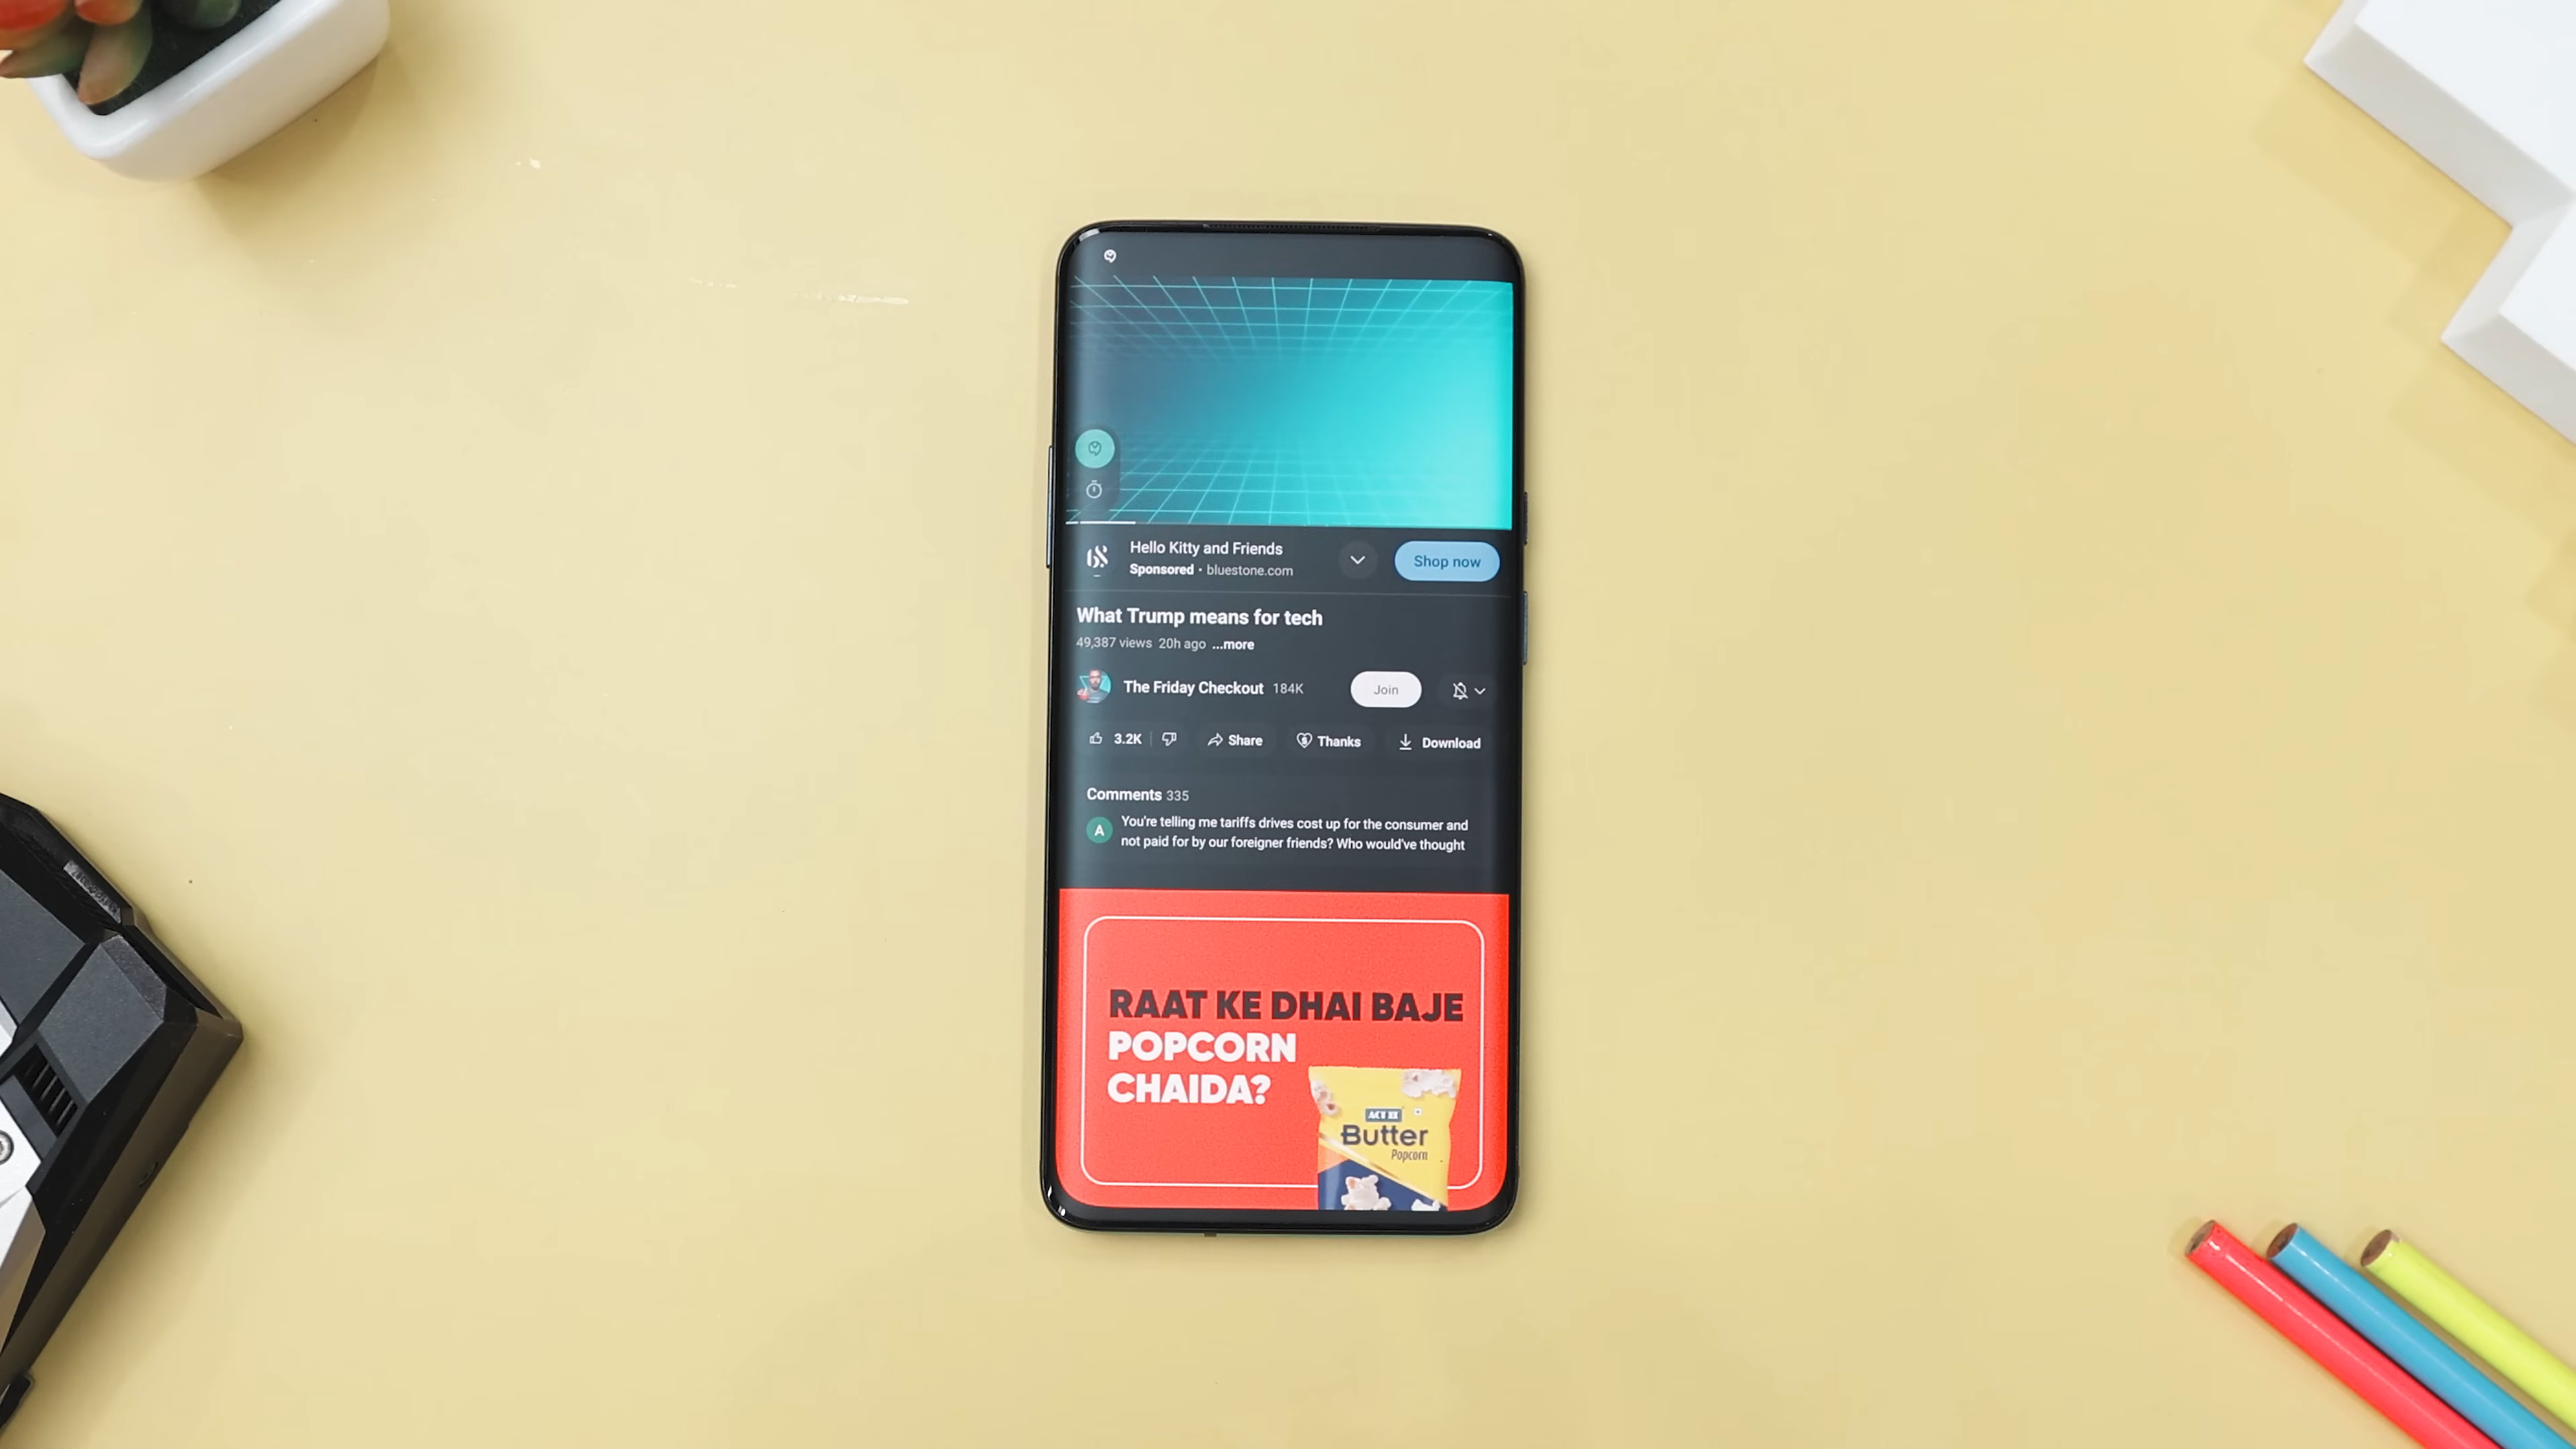 Hello Kitty and Friends
Sponsored · bluestone.com
Shop now
What Trump means for tech
49,387 views 20h ago ...more
The Friday Checkout 184K
Join
3.2K
Share
Thanks
Download
Comments 335
A
You're telling me tariffs drives cost up for the consumer and
not paid for by our foreigner friends? Who would've thought
RAAT KE DHAI BAJE
POPCORN
CHAIDA?
ACT II
Butter
Popcorn